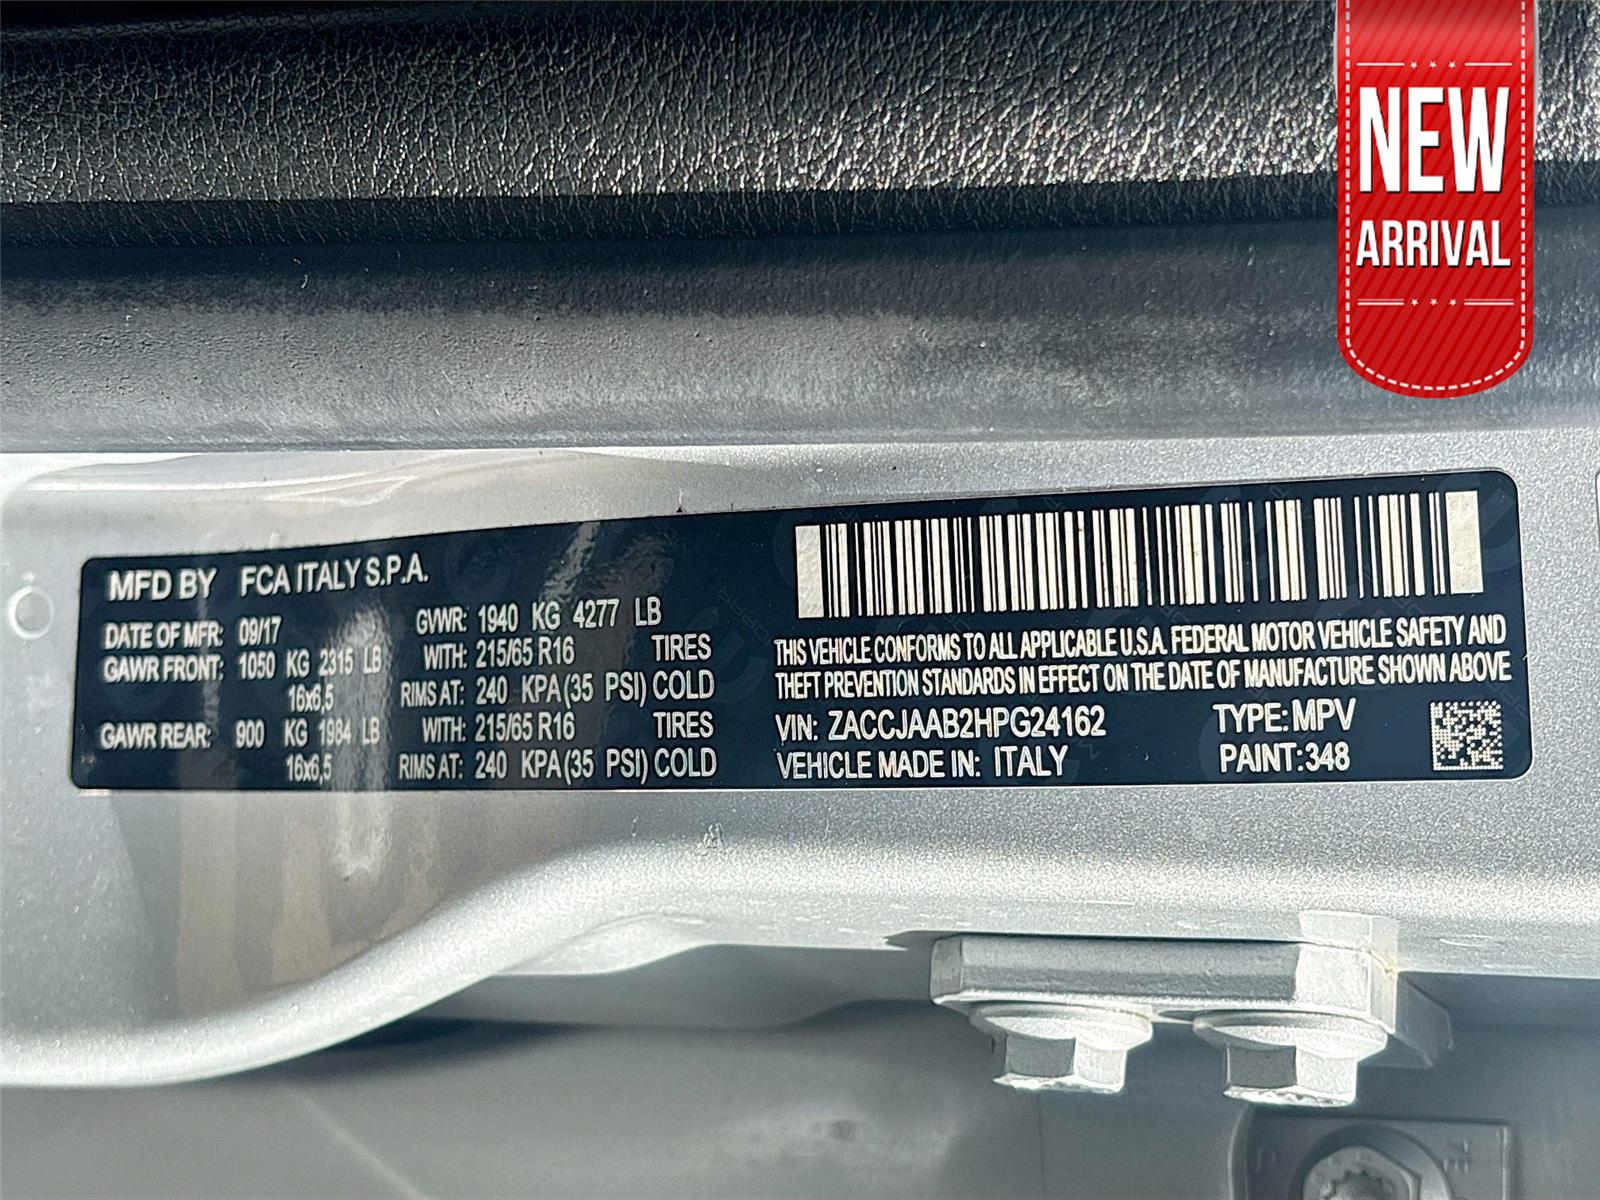 NEW
ARRIVAL
MFD BY FCA ITALY S.P.A.
DATE OF MFR: 09/17 GVWR: 1940 KG 4277 LB
GAWR FRONT: 1050 KG 2315 LB WITH: 215/65 R16 TIRES
16x6,5 RIMS AT: 240 KPA(35 PSI) COLD
GAWR REAR: 900 KG 1984 LB WITH: 215/65 R16 TIRES
16x6,5 RIMS AT: 240 KPA(35 PSI) COLD
THIS VEHICLE CONFORMS TO ALL APPLICABLE U.S.A. FEDERAL MOTOR VEHICLE SAFETY AND
THEFT PREVENTION STANDARDS IN EFFECT ON THE DATE OF MANUFACTURE SHOWN ABOVE
VIN: ZACCJAAB2HPG24162 TYPE: MPV
VEHICLE MADE IN: ITALY PAINT: 348